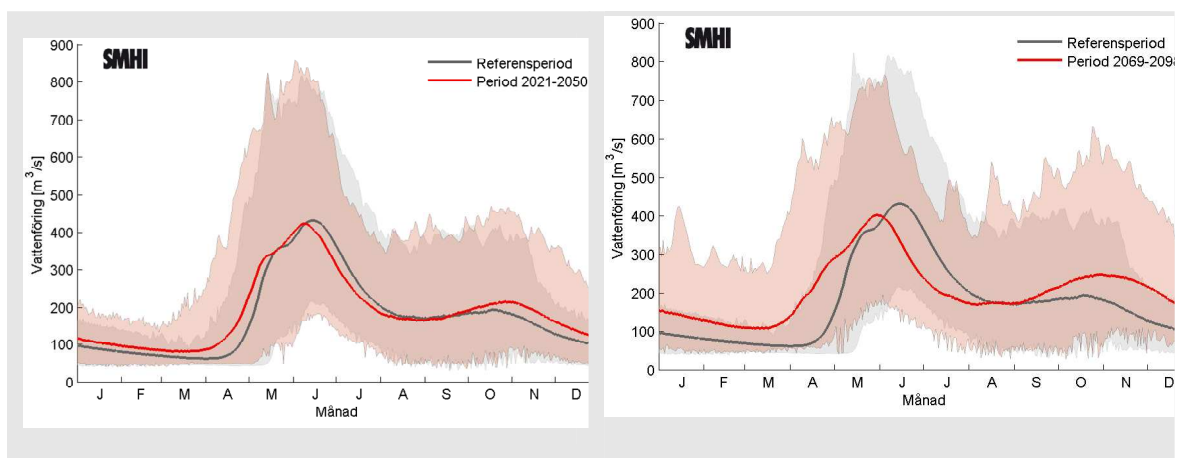 SMHI
Referensperiod
Period 2021-2050
900
800
700
600
500
400
300
200
100
0
Vattenföring [m³/s]
J F M A M J J A S O N D
Månad
SMHI
Referensperiod
Period 2069-209
900
800
700
600
500
400
300
200
100
0
Vattenföring [m³/s]
J F M A M J J A S O N D
Månad